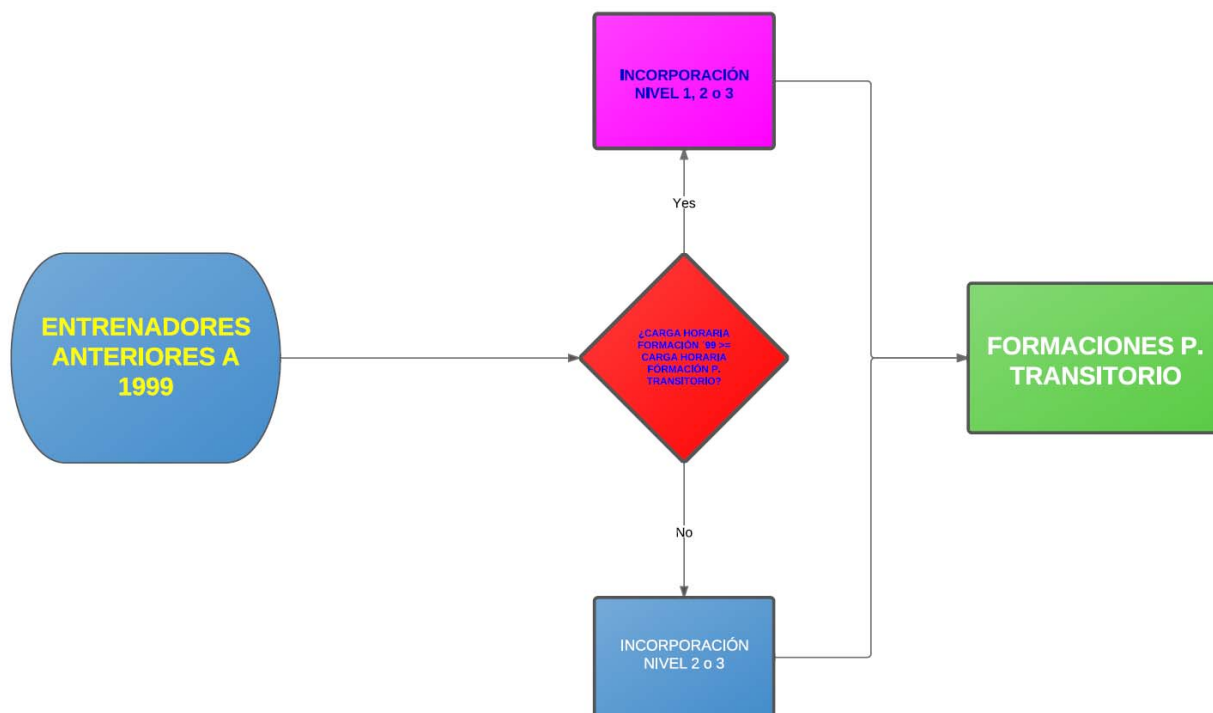 INCORPORACIÓN
NIVEL 1, 2 o 3
Yes
ENTRENADORES
ANTERIORES A
1999
¿CARGA HORARIA
FORMACIÓN ´99 >=
CARGA HORARIA
FORMACIÓN P.
TRANSITORIO?
FORMACIONES P.
TRANSITORIO
No
INCORPORACIÓN
NIVEL 2 o 3